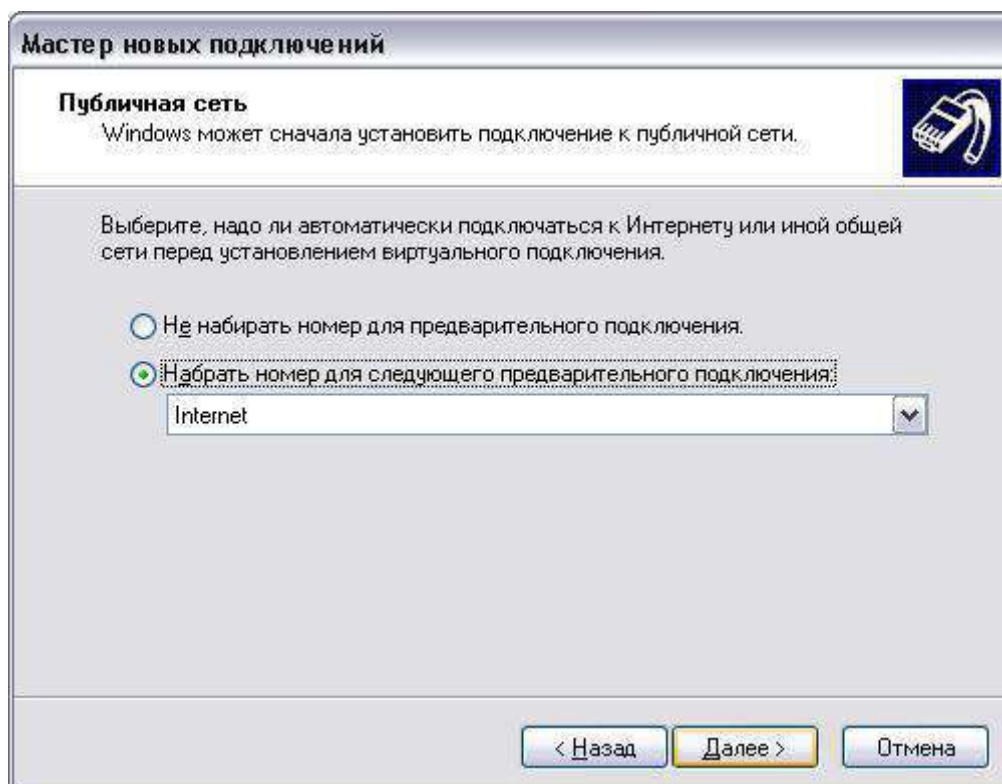 Мастер новых подключений
Публичная сеть
Windows может сначала установить подключение к публичной сети.
Выберите, надо ли автоматически подключаться к Интернету или иной общей
сети перед установлением виртуального подключения.
Не набирать номер для предварительного подключения.
Набрать номер для следующего предварительного подключения:
Internet
< Назад Далее > Отмена